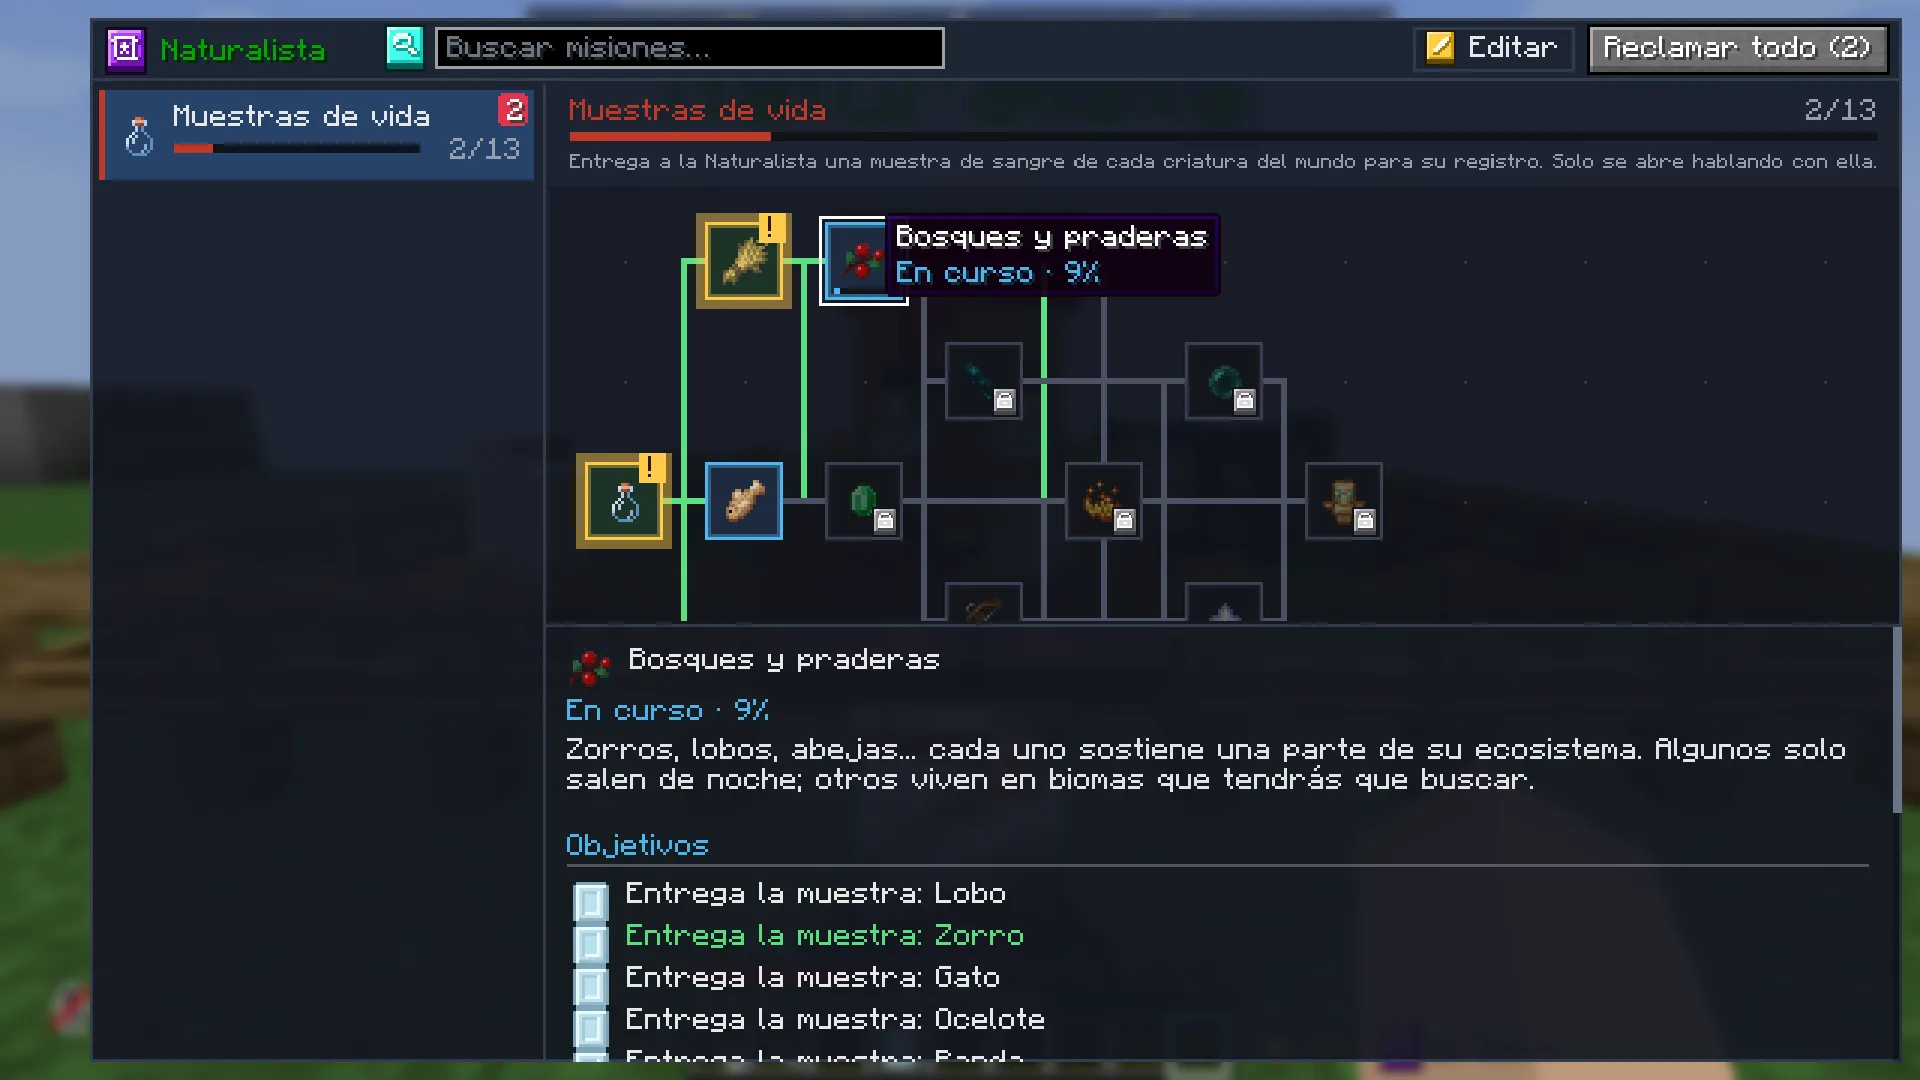 Naturalista
Buscar misiones...
Editar
Reclamar todo (2)
Muestras de vida
2
2/13
Muestras de vida
2/13
Entrega a la Naturalista una muestra de sangre de cada criatura del mundo para su registro. Solo se abre hablando con ella.
!
Bosques y praderas
En curso · 9%
!
Bosques y praderas
En curso · 9%
Zorros, lobos, abejas... cada uno sostiene una parte de su ecosistema. Algunos solo
salen de noche; otros viven en biomas que tendrás que buscar.
Objetivos
Entrega la muestra: Lobo
Entrega la muestra: Zorro
Entrega la muestra: Gato
Entrega la muestra: Ocelote
Entrega la muestra: Panda